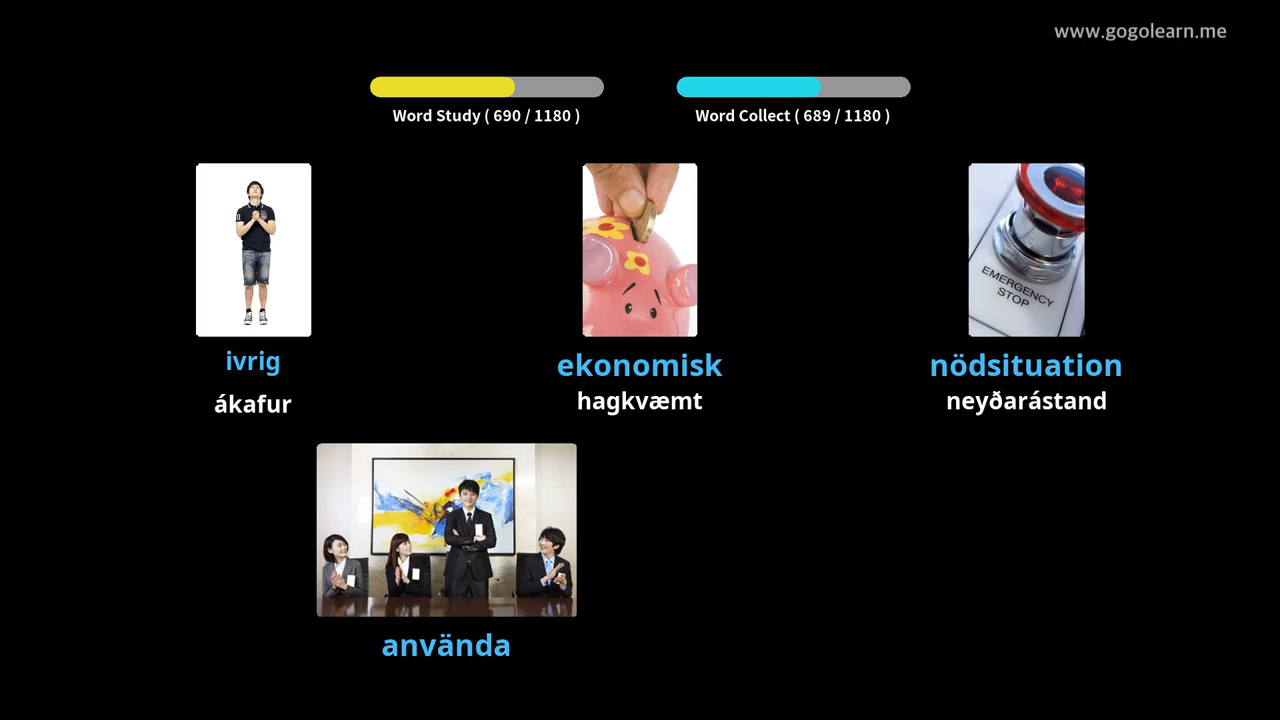 www.gogolearn.me
Word Study ( 690 / 1180 )
Word Collect ( 689 / 1180 )
EMERGENCY
STOP
ivrig
ekonomisk
nödsituation
ákafur
hagkvæmt
neyðarástand
använda